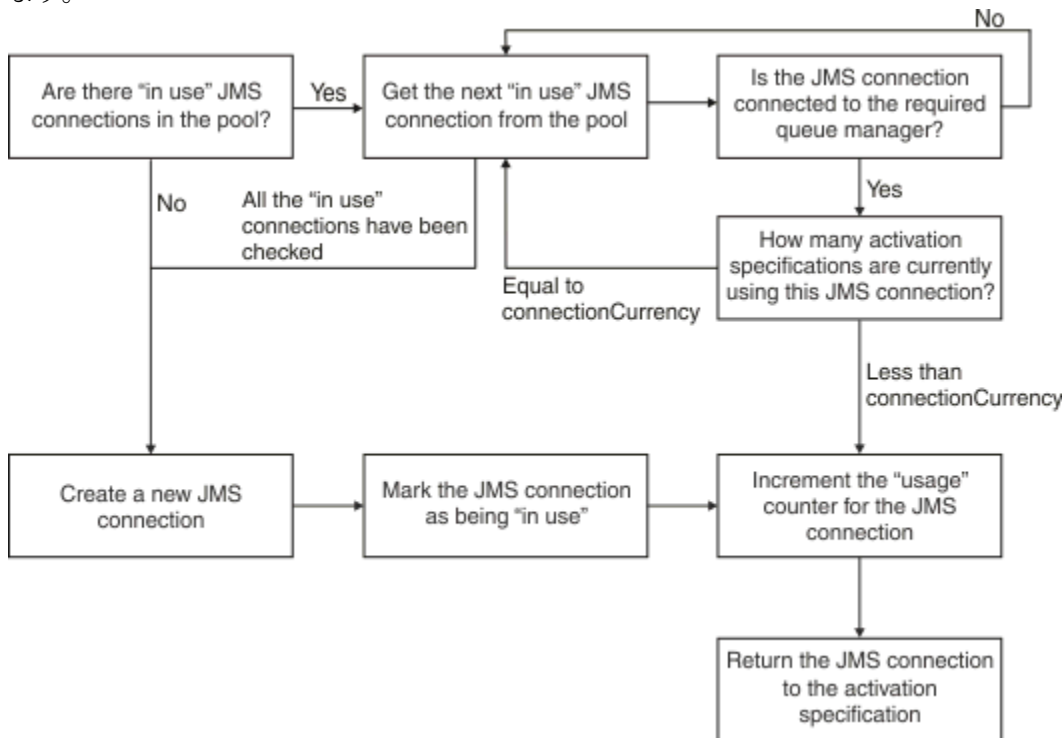 ます。
No
Are there “in use” JMS
connections in the pool?
Yes
Get the next “in use” JMS
connection from the pool
Is the JMS connection
connected to the required
queue manager?
No
All the “in use”
connections have been
checked
Yes
How many activation
specifications are currently
using this JMS connection?
Equal to
connectionCurrency
Less than
connectionCurrency
Create a new JMS
connection
Mark the JMS connection
as being “in use”
Increment the “usage”
counter for the JMS
connection
Return the JMS connection
to the activation
specification